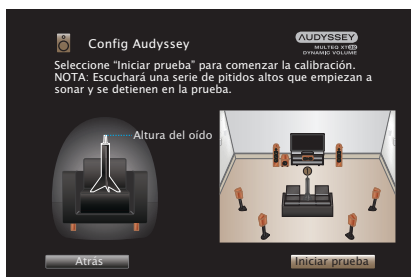 Config Audyssey
AUDYSSEY
MULTEQ XT32
DYNAMIC VOLUME
Seleccione “Iniciar prueba” para comenzar la calibración.
NOTA: Escuchará una serie de pitidos altos que empiezan a
sonar y se detienen en la prueba.
Altura del oído
Atrás
Iniciar prueba